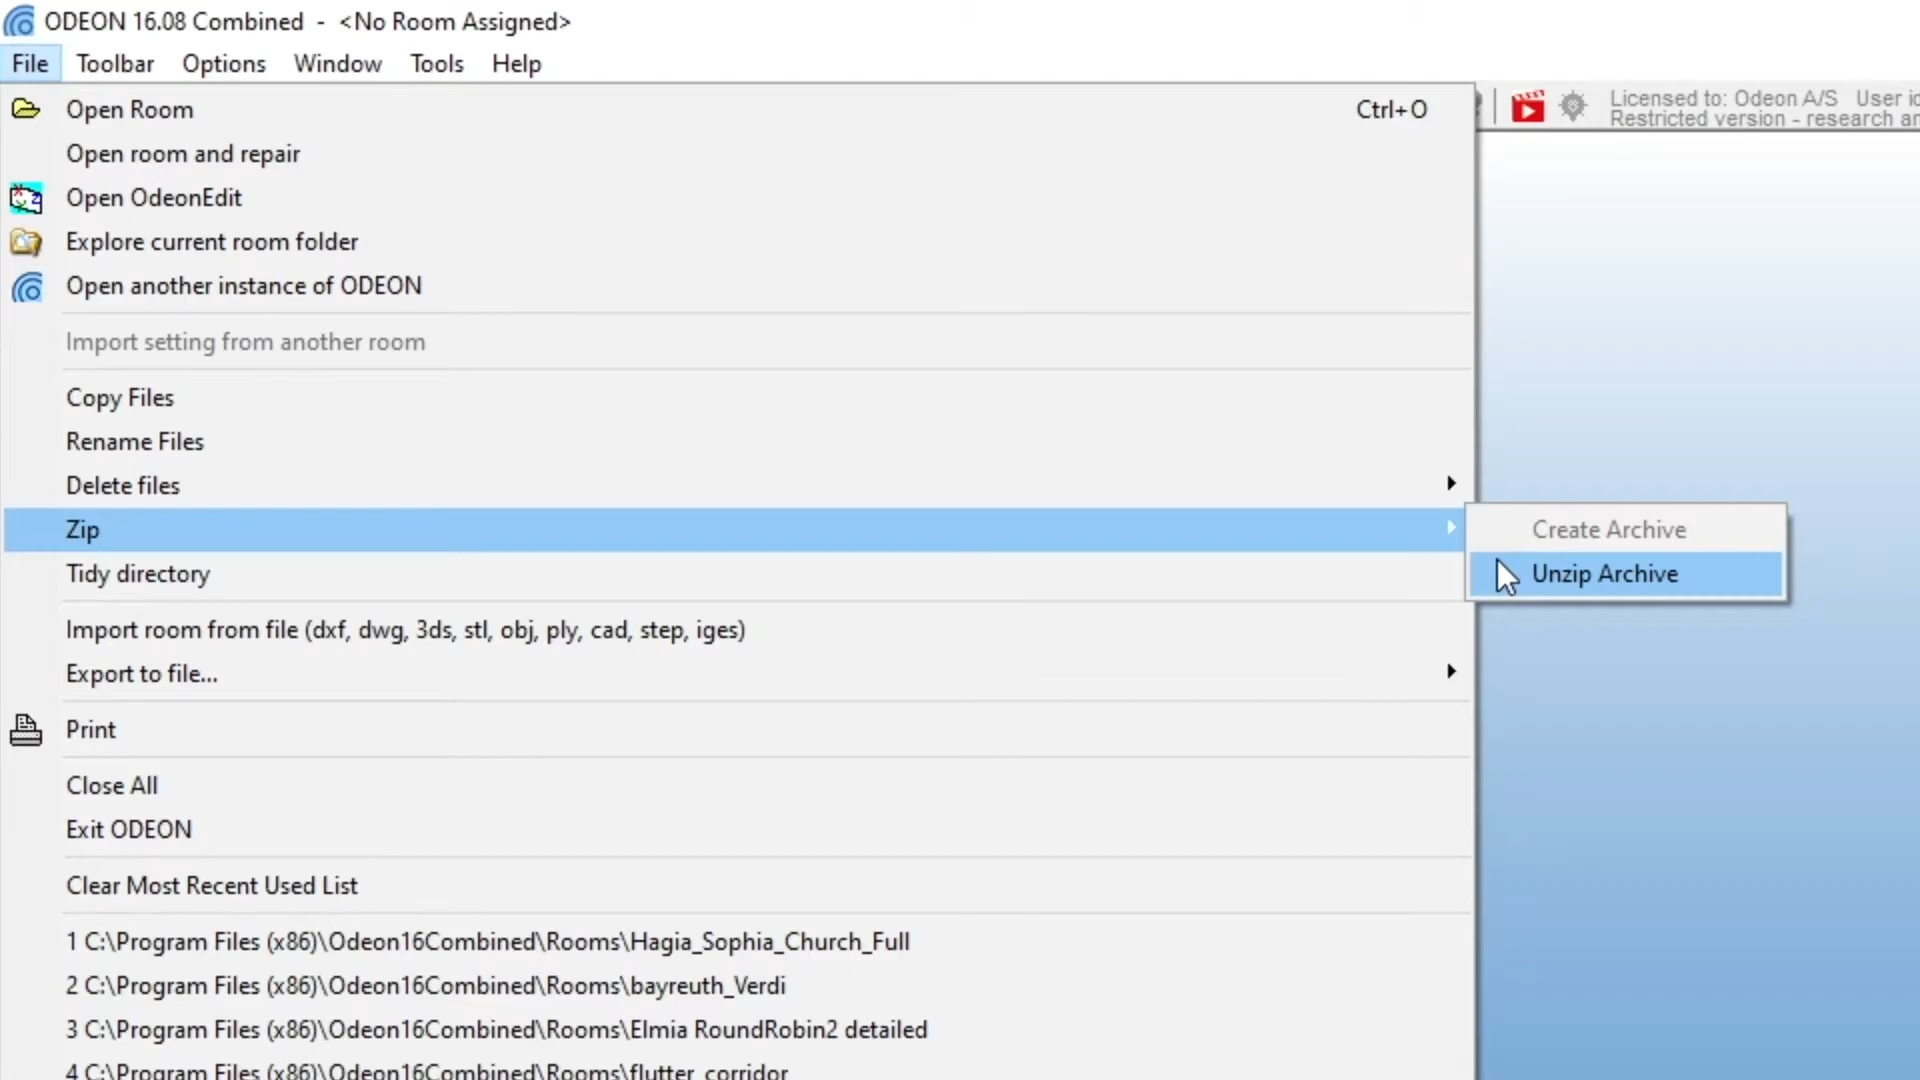 ODEON 16.08 Combined - <No Room Assigned>
File Toolbar Options Window Tools Help
Open Room Ctrl+O
Licensed to: Odeon A/S User
Restricted version - research
Open room and repair
Open OdeonEdit
Explore current room folder
Open another instance of ODEON
Import setting from another room
Copy Files
Rename Files
Delete files
Zip
Create Archive
Tidy directory
Unzip Archive
Import room from file (dxf, dwg, 3ds, stl, obj, ply, cad, step, iges)
Export to file...
Print
Close All
Exit ODEON
Clear Most Recent Used List
1 C:\Program Files (x86)\Odeon16Combined\Rooms\Hagia_Sophia_Church_Full
2 C:\Program Files (x86)\Odeon16Combined\Rooms\bayreuth_Verdi
3 C:\Program Files (x86)\Odeon16Combined\Rooms\Elmia RoundRobin2 detailed
4 C:\Program Files (x86)\Odeon16Combined\Rooms\flutter_corridor